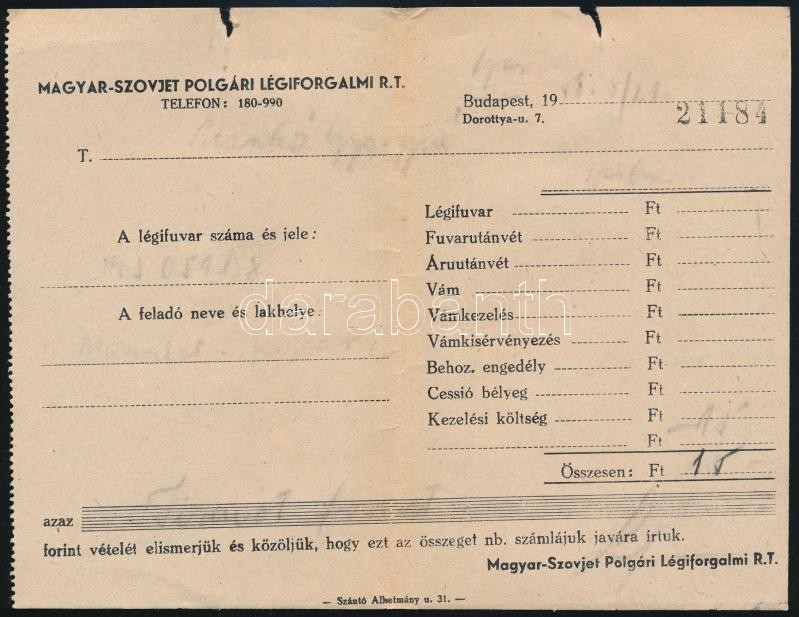 MAGYAR-SZOVJET POLGÁRI LÉGIFORGALMI R.T.
TELEFON: 180-990
Budapest, 19
Dorottya-u. 7.
21184
T.
A légifuvar száma és jele:
A feladó neve és lakhelye:
Légifuvar Ft
Fuvarutánvét Ft
Áruutánvét Ft
Vám Ft
Vámkezelés Ft
Vámkisérvényezés Ft
Behoz. engedély Ft
Cessió bélyeg Ft
Kezelési költség Ft
Ft
Összesen: Ft 15
azaz
forint vételét elismerjük és közöljük, hogy ezt az összeget nb. számlájuk javára írtuk.
Magyar-Szovjet Polgári Légiforgalmi R.T.
— Szántó Alhetmány u. 31. —
darabanth